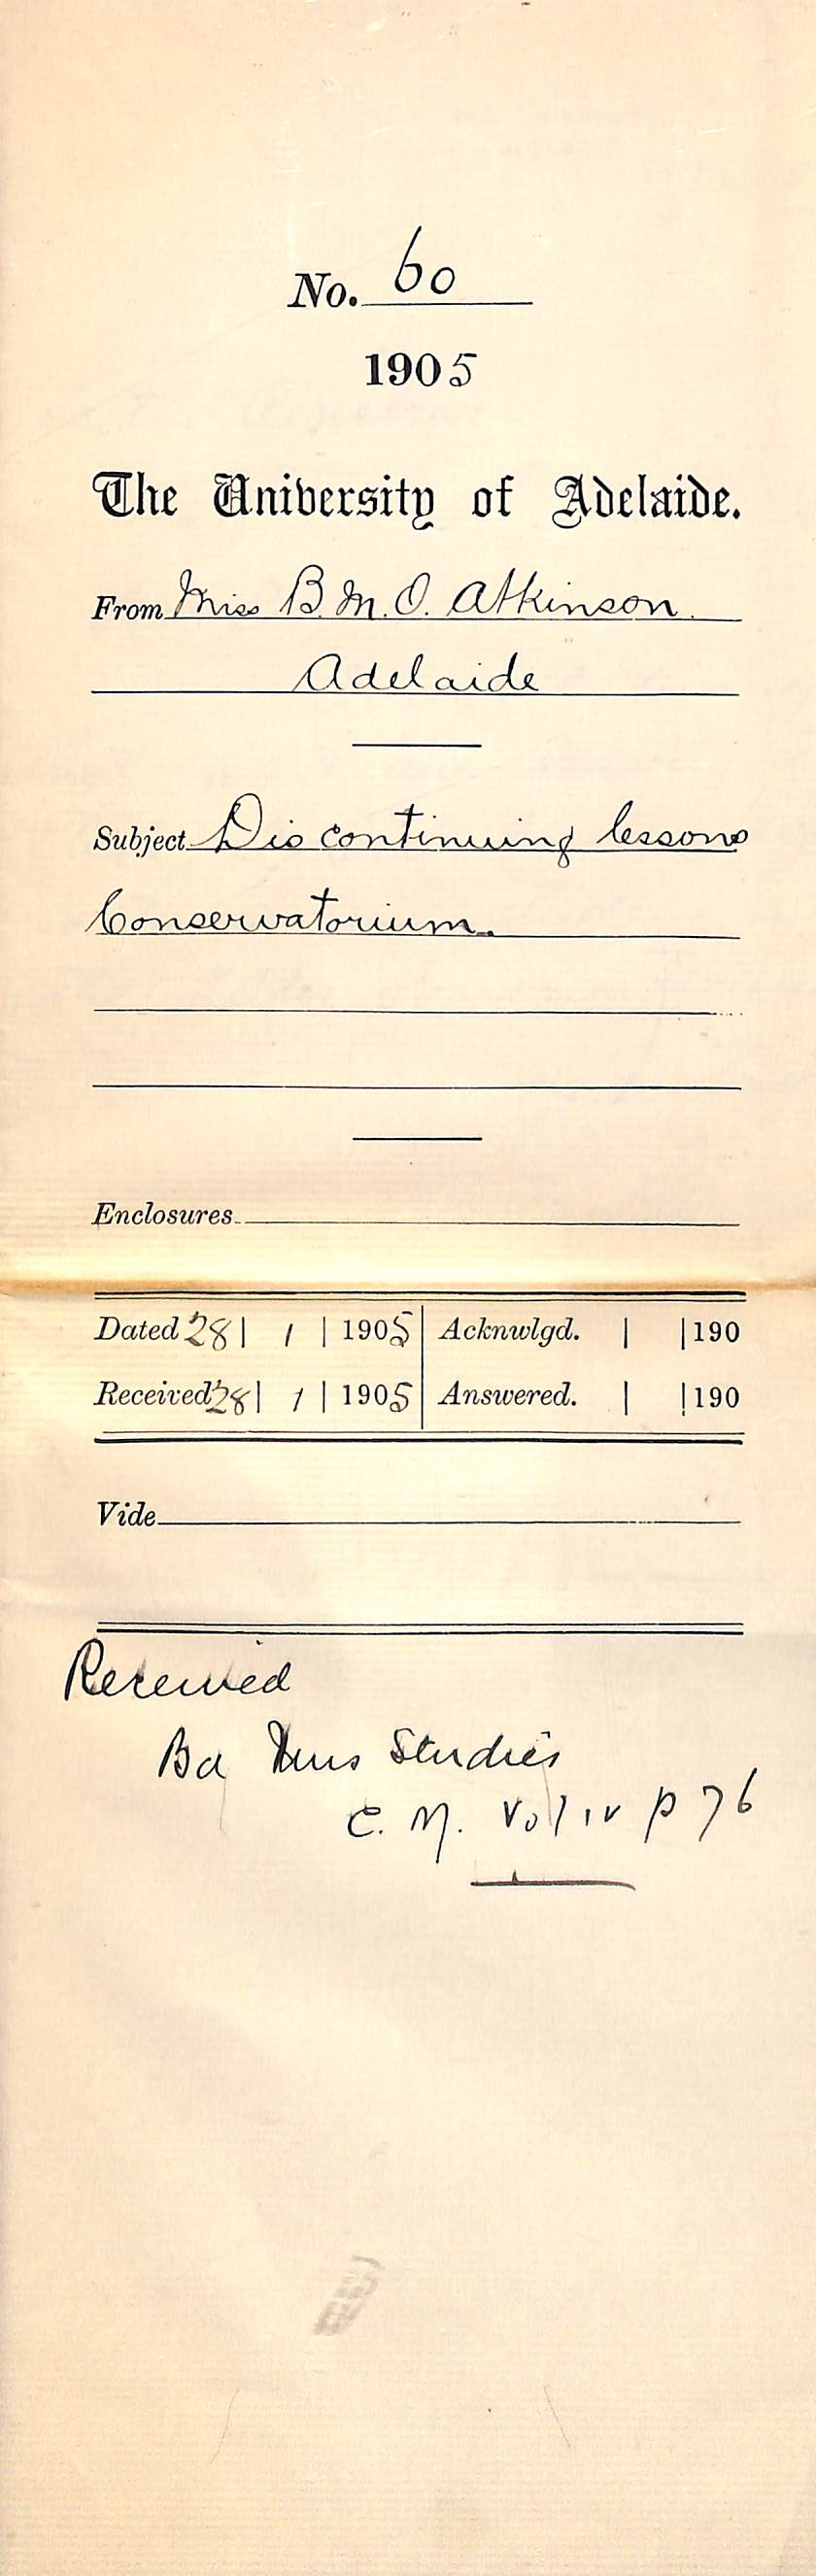 No. 60
1905
The University of Adelaide.
From Miss B. M. O. Atkinson.
Adelaide
Subject Discontinuing lessons
Conservatorium.
Enclosures
Dated 28 | 1 | 1905 | Acknwlgd. | | 190
Received 28 | 1 | 1905 | Answered. | | 190
Vide
Received
Bd Mus Studies
C. M. Vol iv p 76